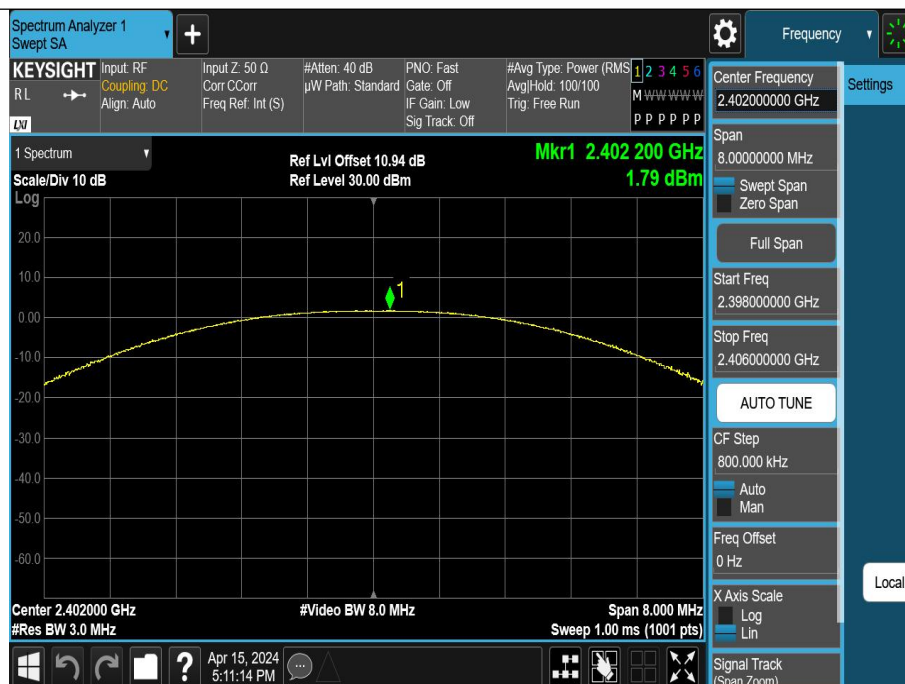 Spectrum Analyzer 1
Swept SA
Frequency
KEYSIGHT
RL
LXI
Input: RF
Coupling: DC
Align: Auto
Input Z: 50 Ω
Corr CCorr
Freq Ref: Int (S)
#Atten: 40 dB
µW Path: Standard
PNO: Fast
Gate: Off
IF Gain: Low
Sig Track: Off
#Avg Type: Power (RMS
Avg|Hold: 100/100
Trig: Free Run
1 2 3 4 5 6
M W W W W W
P P P P P P
1 Spectrum
Scale/Div 10 dB
Log
Ref Lvl Offset 10.94 dB
Ref Level 30.00 dBm
Mkr1 2.402 200 GHz
1.79 dBm
20.0
10.0
0.00
-10.0
-20.0
-30.0
-40.0
-50.0
-60.0
1
Center 2.402000 GHz
#Res BW 3.0 MHz
#Video BW 8.0 MHz
Span 8.000 MHz
Sweep 1.00 ms (1001 pts)
Apr 15, 2024
5:11:14 PM
Center Frequency
2.402000000 GHz
Span
8.00000000 MHz
Swept Span
Zero Span
Full Span
Start Freq
2.398000000 GHz
Stop Freq
2.406000000 GHz
AUTO TUNE
CF Step
800.000 kHz
Auto
Man
Freq Offset
0 Hz
X Axis Scale
Log
Lin
Signal Track
(Span Zoom)
Settings
Local